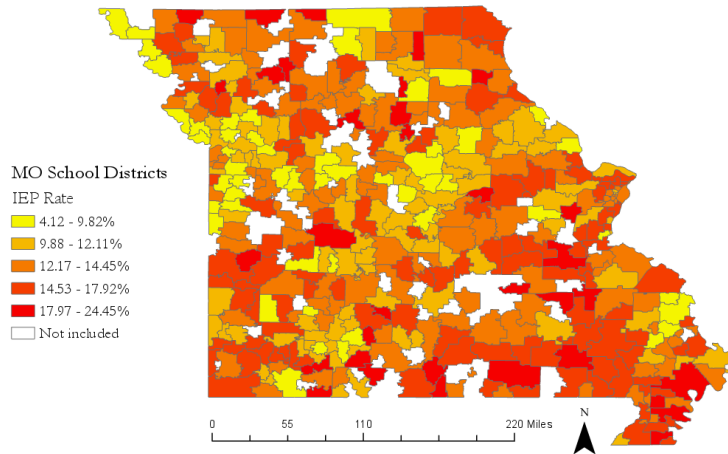 MO School Districts
IEP Rate
4.12 - 9.82%
9.88 - 12.11%
12.17 - 14.45%
14.53 - 17.92%
17.97 - 24.45%
Not included
0 55 110 220 Miles
N